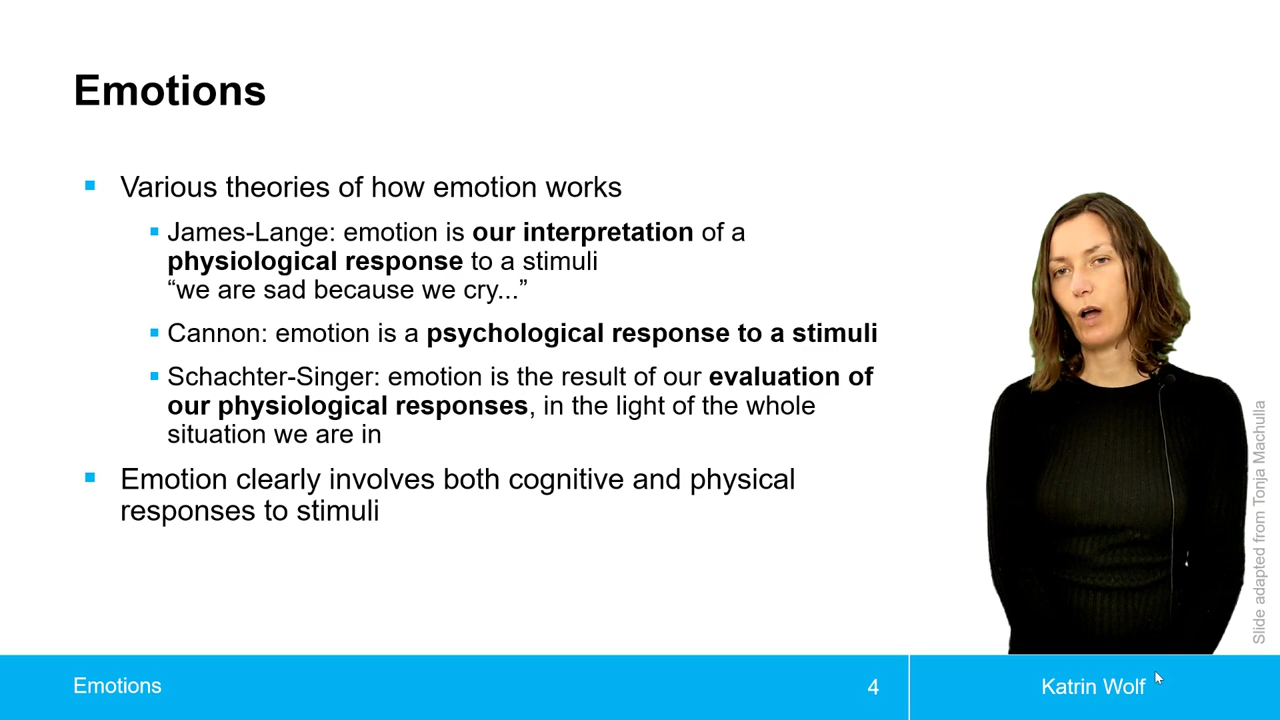 Emotions
Various theories of how emotion works
James-Lange: emotion is our interpretation of a
physiological response to a stimuli
“we are sad because we cry...”
Cannon: emotion is a psychological response to a stimuli
Schachter-Singer: emotion is the result of our evaluation of
our physiological responses, in the light of the whole
situation we are in
Emotion clearly involves both cognitive and physical
responses to stimuli
Slide adapted from Tonja Machulla
Emotions
4
Katrin Wolf